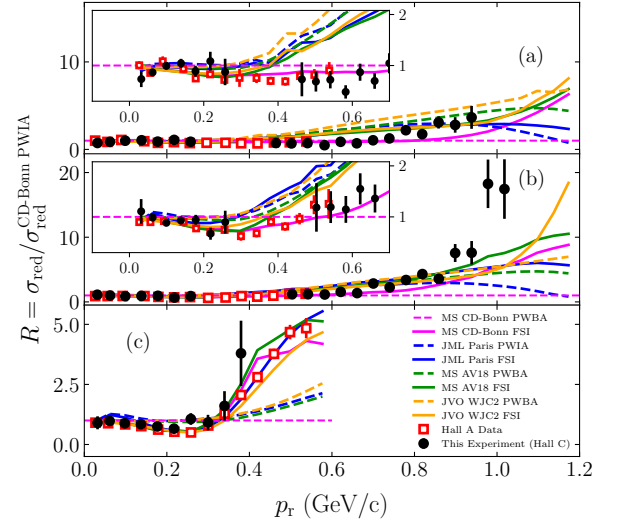 R = σred/σred^CD-Bonn PWIA
10
0
(a)
2
1
0.0 0.2 0.4 0.6
20
10
0
(b)
2
1
0.0 0.2 0.4 0.6
5.0
2.5
0.0
(c)
MS CD-Bonn PWBA
MS CD-Bonn FSI
JML Paris PWIA
JML Paris FSI
MS AV18 PWBA
MS AV18 FSI
JVO WJC2 PWBA
JVO WJC2 FSI
Hall A Data
This Experiment (Hall C)
0.0 0.2 0.4 0.6 0.8 1.0 1.2
pr (GeV/c)